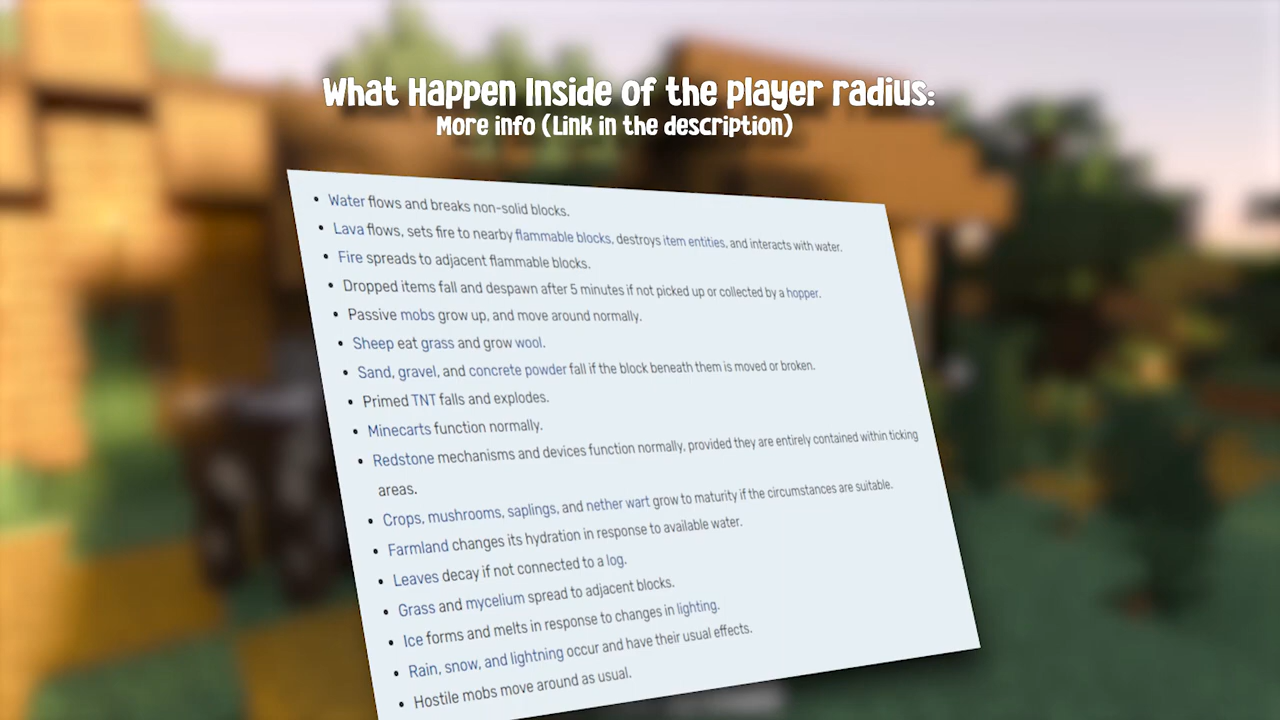 What Happen Inside of the player radius:
More info (Link in the description)
• Water flows and breaks non-solid blocks.
• Lava flows, sets fire to nearby flammable blocks, destroys item entities, and interacts with water.
• Fire spreads to adjacent flammable blocks.
• Dropped items fall and despawn after 5 minutes if not picked up or collected by a hopper.
• Passive mobs grow up, and move around normally.
• Sheep eat grass and grow wool.
• Sand, gravel, and concrete powder fall if the block beneath them is moved or broken.
• Primed TNT falls and explodes.
• Minecarts function normally.
• Redstone mechanisms and devices function normally, provided they are entirely contained within ticking
areas.
• Crops, mushrooms, saplings, and nether wart grow to maturity if the circumstances are suitable.
• Farmland changes its hydration in response to available water.
• Leaves decay if not connected to a log.
• Grass and mycelium spread to adjacent blocks.
• Ice forms and melts in response to changes in lighting.
• Rain, snow, and lightning occur and have their usual effects.
• Hostile mobs move around as usual.